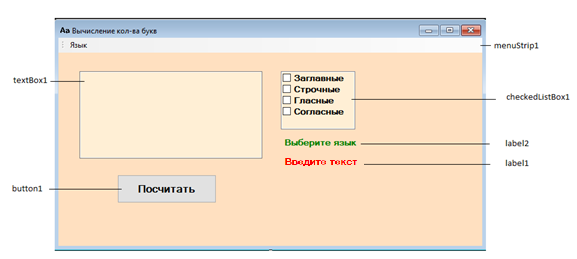 Aa Вычисление кол-ва букв
Язык
menuStrip1
textBox1
Заглавные
Строчные
Гласные
Согласные
checkedListBox1
Выберите язык
label2
Введите текст
label1
button1
Посчитать